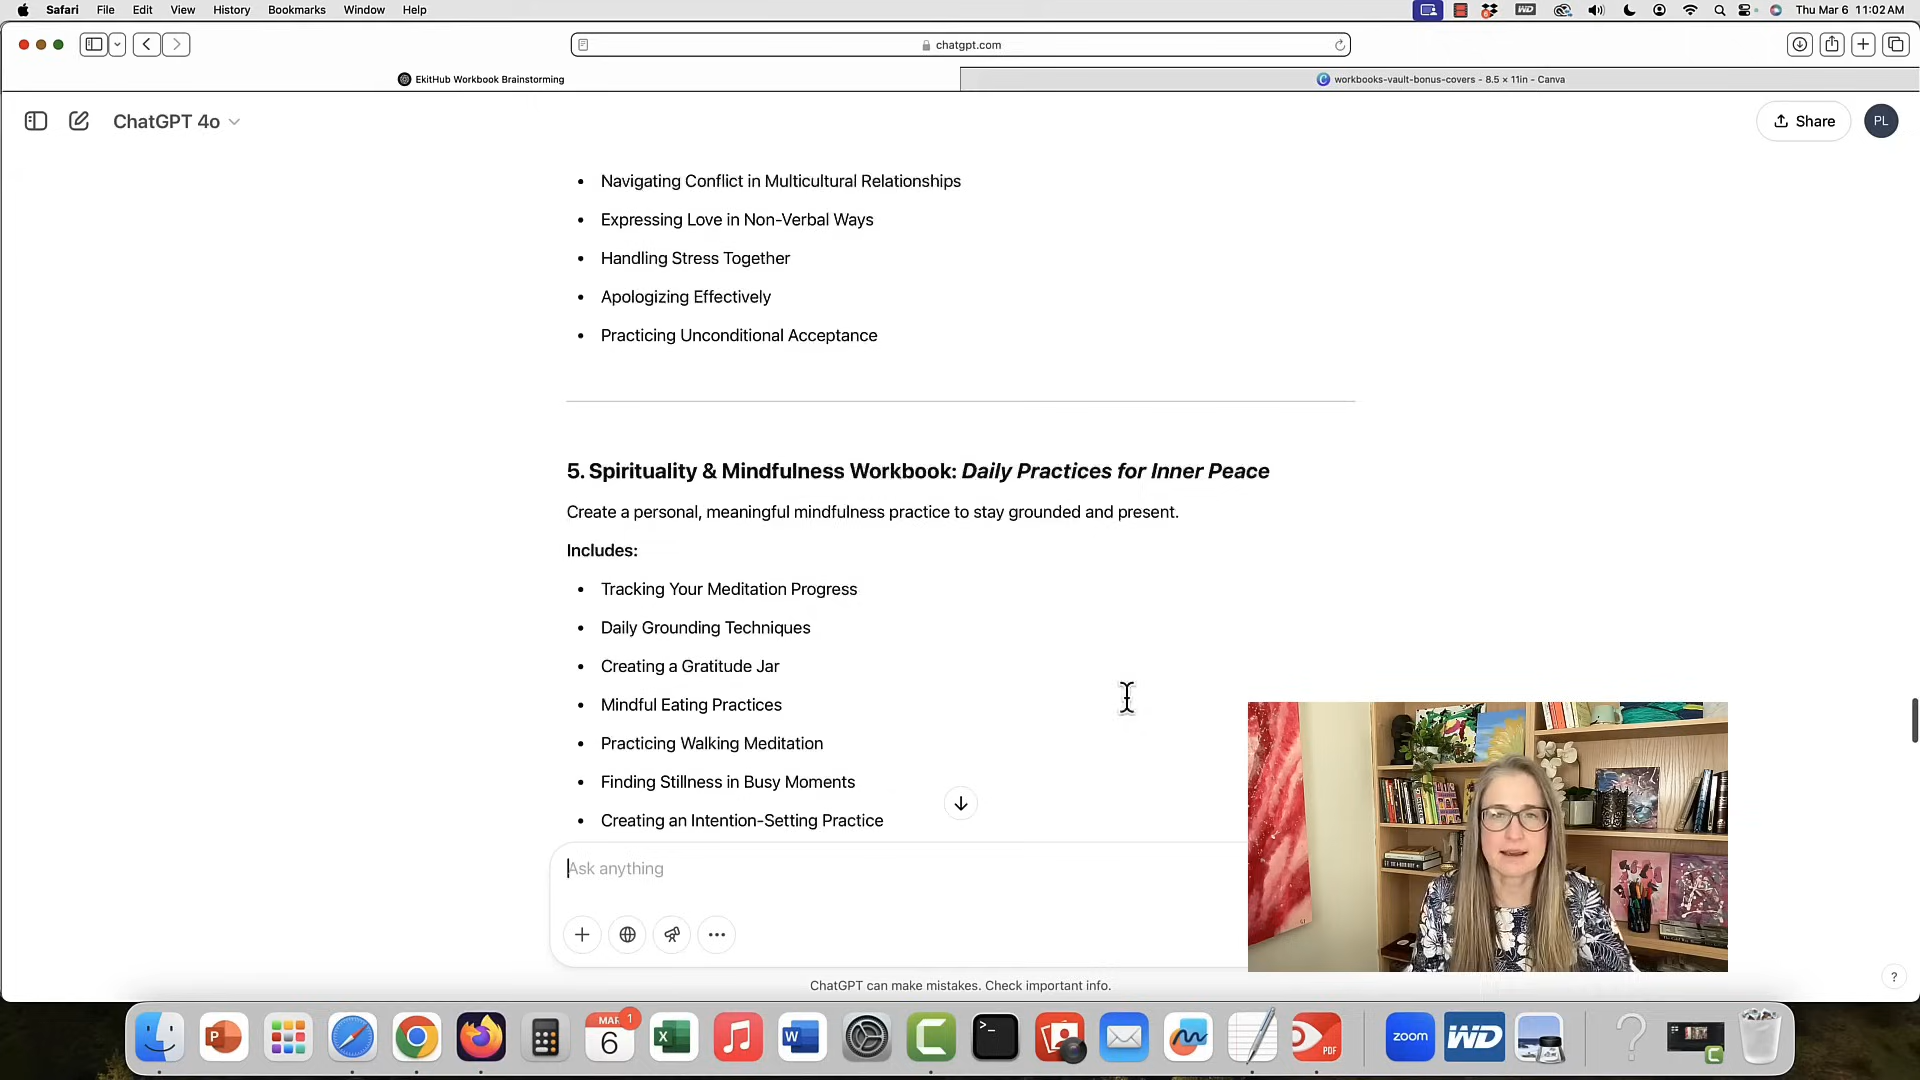 Safari File Edit View History Bookmarks Window Help
WD
Thu Mar 6 11:02 AM
chatgpt.com
EkitHub Workbook Brainstorming
workbooks-vault-bonus-covers - 8.5 × 11in - Canva
ChatGPT 4o
Share
PL
• Navigating Conflict in Multicultural Relationships
• Expressing Love in Non-Verbal Ways
• Handling Stress Together
• Apologizing Effectively
• Practicing Unconditional Acceptance
5. Spirituality & Mindfulness Workbook: Daily Practices for Inner Peace
Create a personal, meaningful mindfulness practice to stay grounded and present.
Includes:
• Tracking Your Meditation Progress
• Daily Grounding Techniques
• Creating a Gratitude Jar
• Mindful Eating Practices
• Practicing Walking Meditation
• Finding Stillness in Busy Moments
• Creating an Intention-Setting Practice
Ask anything
ChatGPT can make mistakes. Check important info.
?
MAR
1
6
P
X
W
C
>_
PDF
zoom
WD
?